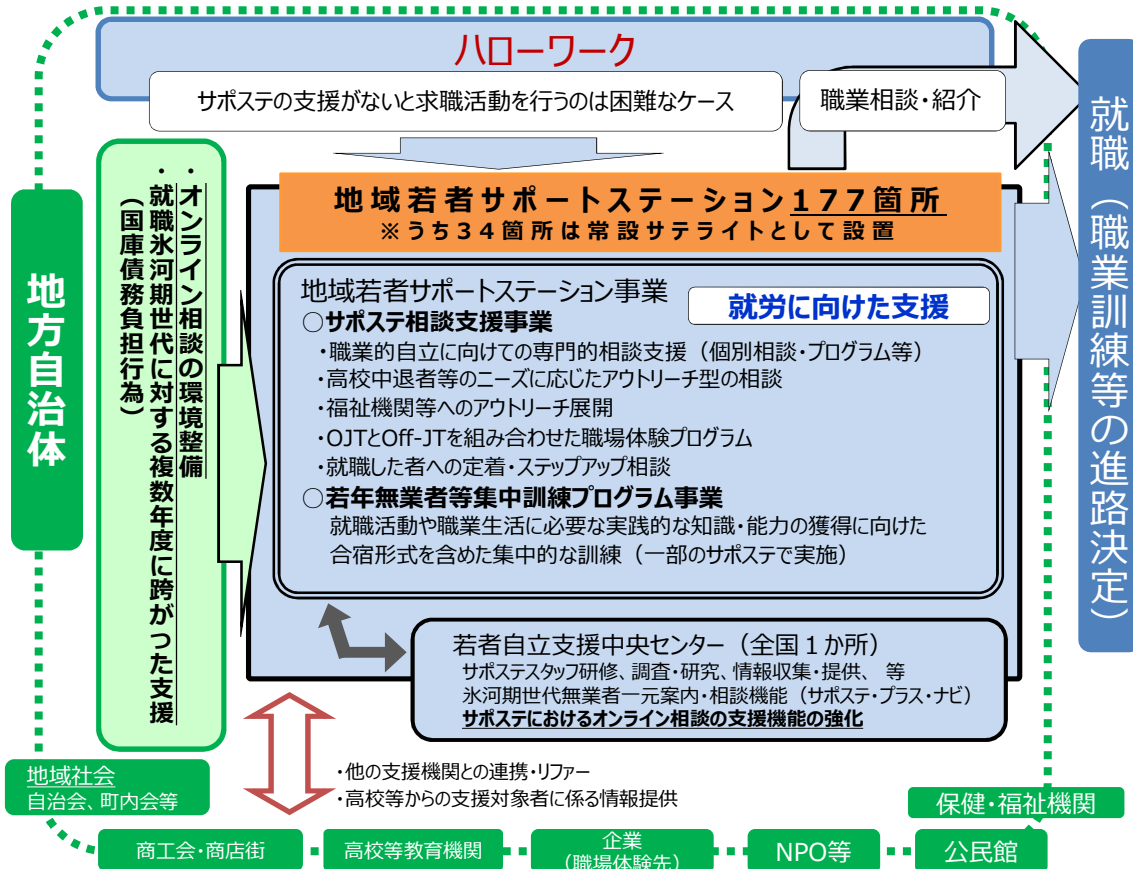 ハローワーク
サポステの支援がないと求職活動を行うのは困難なケース
職業相談・紹介
就職（職業訓練等の進路決定）
地方自治体
・オンライン相談の環境整備
・就職氷河期世代に対する複数年度に跨がった支援
（国庫債務負担行為）
地域若者サポートステーション177箇所
※うち34箇所は常設サテライトとして設置
地域若者サポートステーション事業
就労に向けた支援
○サポステ相談支援事業
・職業的自立に向けての専門的相談支援（個別相談・プログラム等）
・高校中退者等のニーズに応じたアウトリーチ型の相談
・福祉機関等へのアウトリーチ展開
・OJTとOff-JTを組み合わせた職場体験プログラム
・就職した者への定着・ステップアップ相談
○若年無業者等集中訓練プログラム事業
就職活動や職業生活に必要な実践的な知識・能力の獲得に向けた
合宿形式を含めた集中的な訓練（一部のサポステで実施）
若者自立支援中央センター（全国１か所）
サポステスタッフ研修、調査・研究、情報収集・提供、 等
氷河期世代無業者一元案内・相談機能（サポステ・プラス・ナビ）
サポステにおけるオンライン相談の支援機能の強化
・他の支援機関との連携・リファー
・高校等からの支援対象者に係る情報提供
地域社会
自治会、町内会等
保健・福祉機関
商工会・商店街
高校等教育機関
企業
（職場体験先）
NPO等
公民館